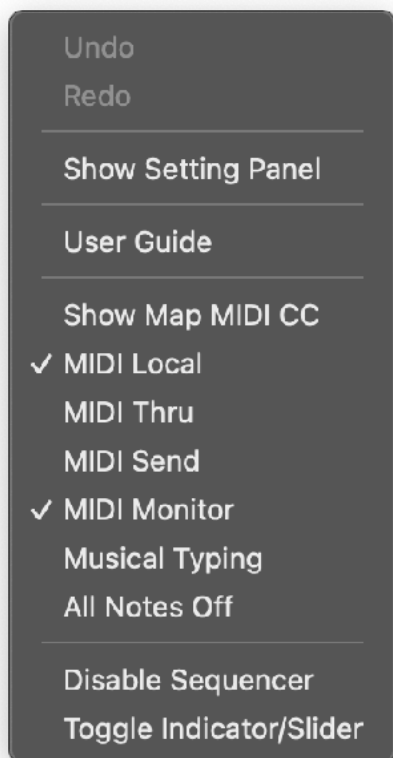 Undo
Redo
Show Setting Panel
User Guide
Show Map MIDI CC
✓ MIDI Local
MIDI Thru
MIDI Send
✓ MIDI Monitor
Musical Typing
All Notes Off
Disable Sequencer
Toggle Indicator/Slider